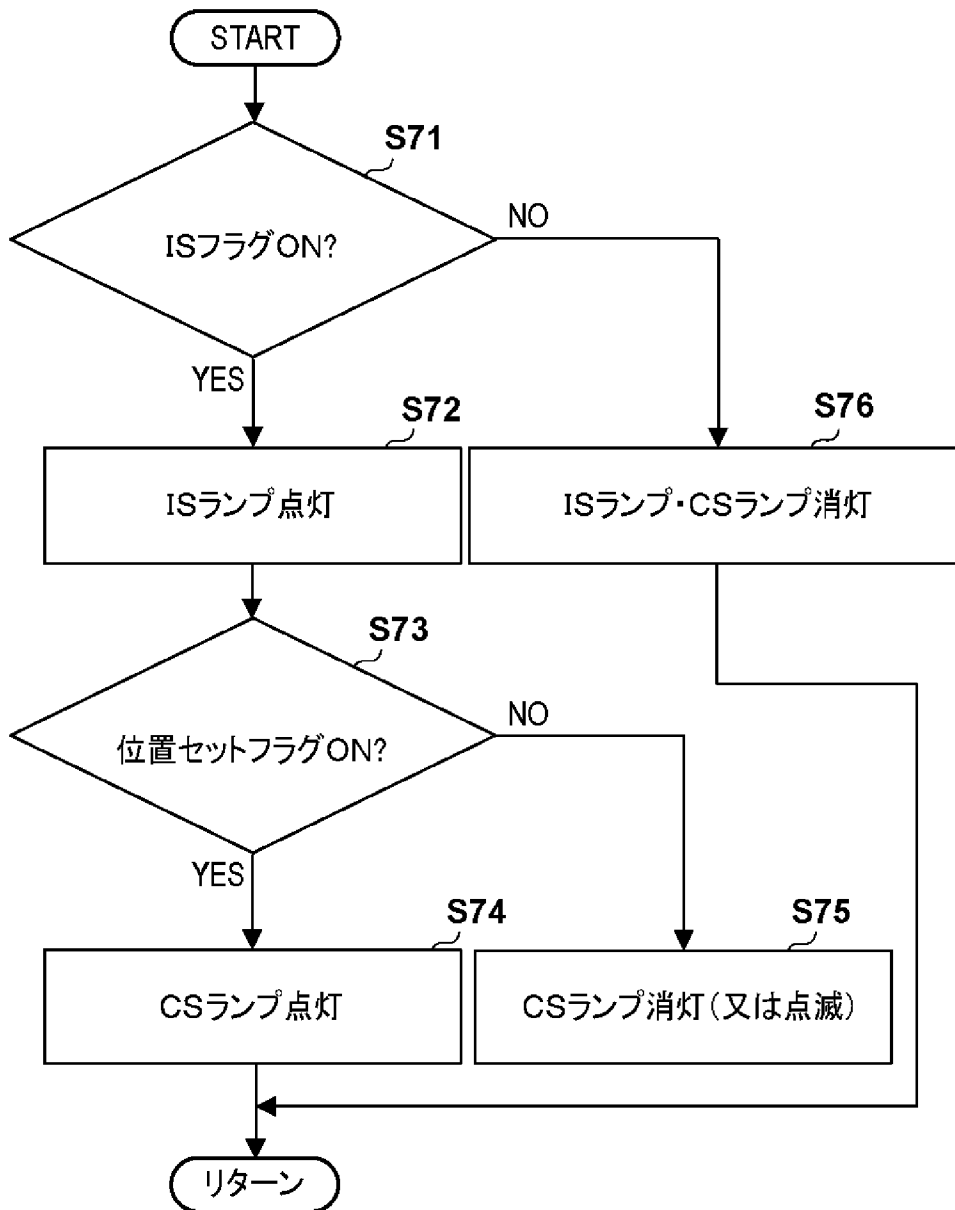 START
S71
ISフラグON?
NO
YES
S72
ISランプ点灯
S76
ISランプ・CSランプ消灯
S73
位置セットフラグON?
NO
YES
S74
CSランプ点灯
S75
CSランプ消灯(又は点滅)
リターン